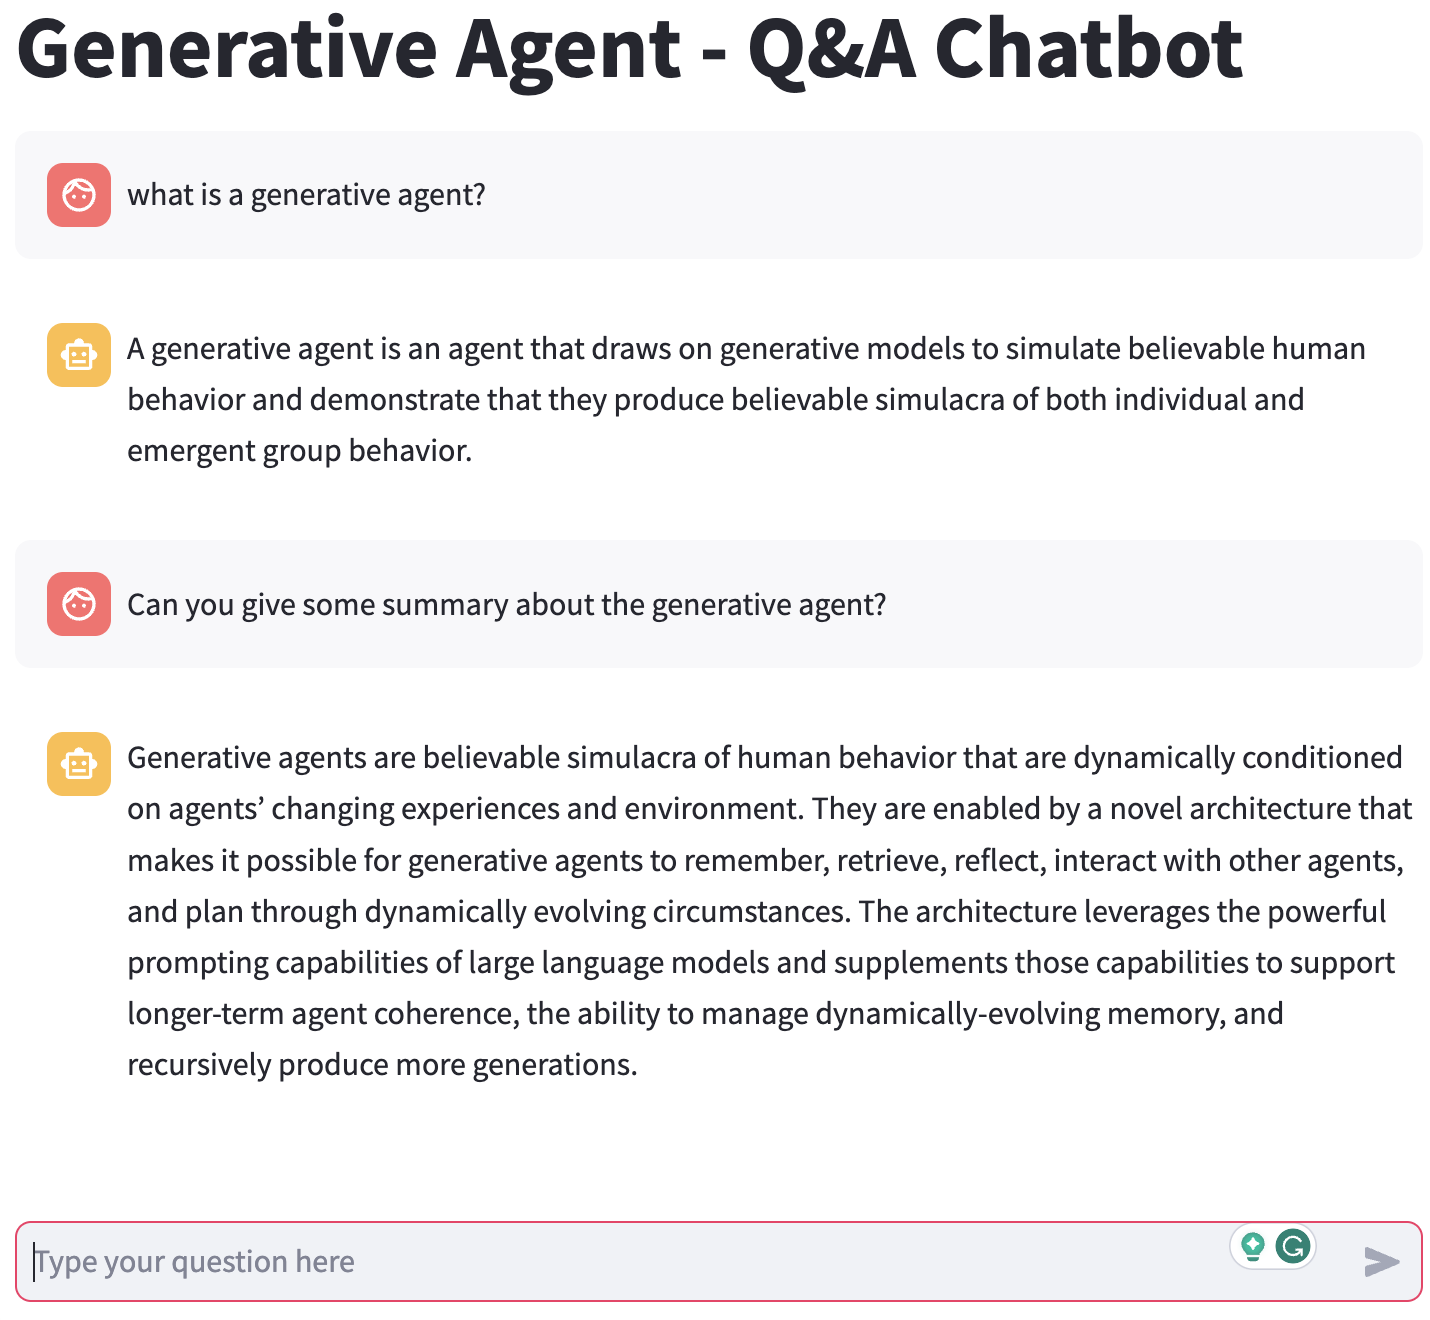 Generative Agent - Q&A Chatbot
what is a generative agent?
A generative agent is an agent that draws on generative models to simulate believable human
behavior and demonstrate that they produce believable simulacra of both individual and
emergent group behavior.
Can you give some summary about the generative agent?
Generative agents are believable simulacra of human behavior that are dynamically conditioned
on agents’ changing experiences and environment. They are enabled by a novel architecture that
makes it possible for generative agents to remember, retrieve, reflect, interact with other agents,
and plan through dynamically evolving circumstances. The architecture leverages the powerful
prompting capabilities of large language models and supplements those capabilities to support
longer-term agent coherence, the ability to manage dynamically-evolving memory, and
recursively produce more generations.
Type your question here